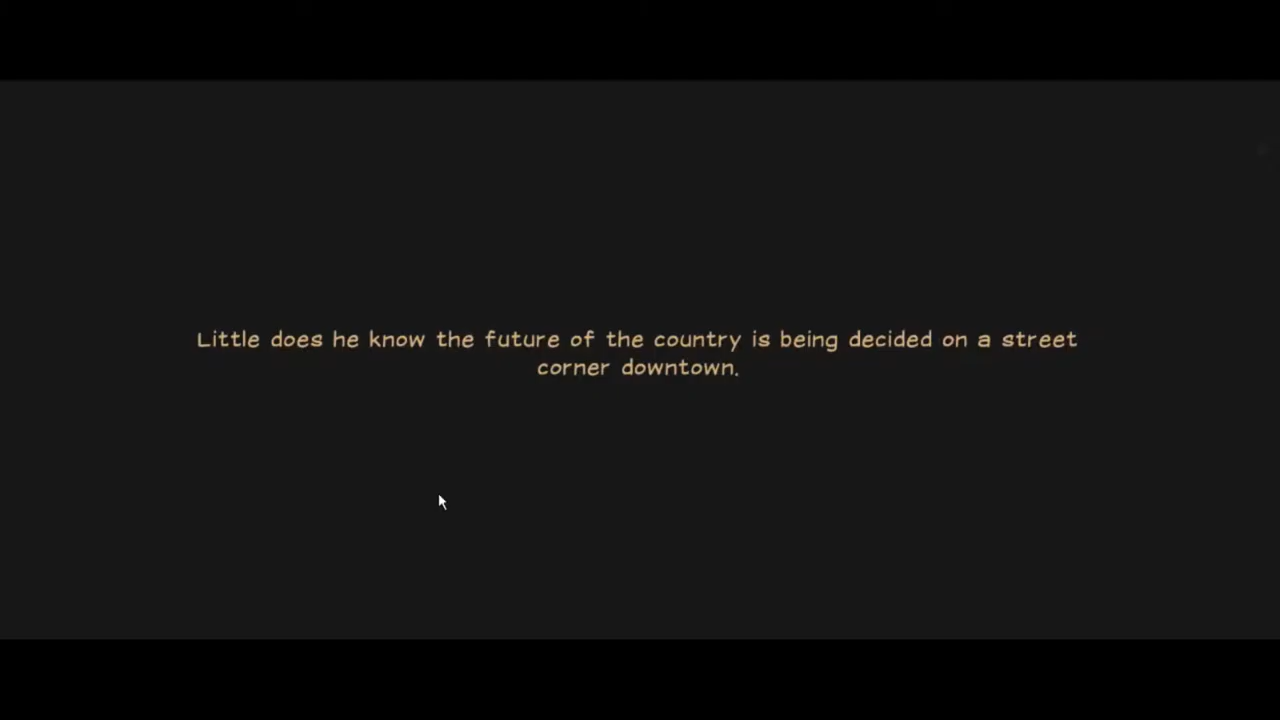 Little does he know the future of the country is being decided on a street
corner downtown.